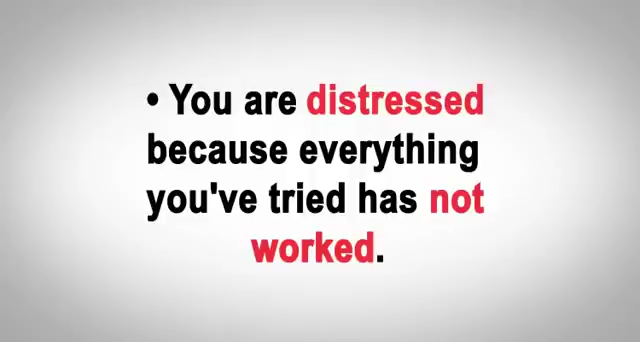 • You are distressed
because everything
you've tried has not
worked.